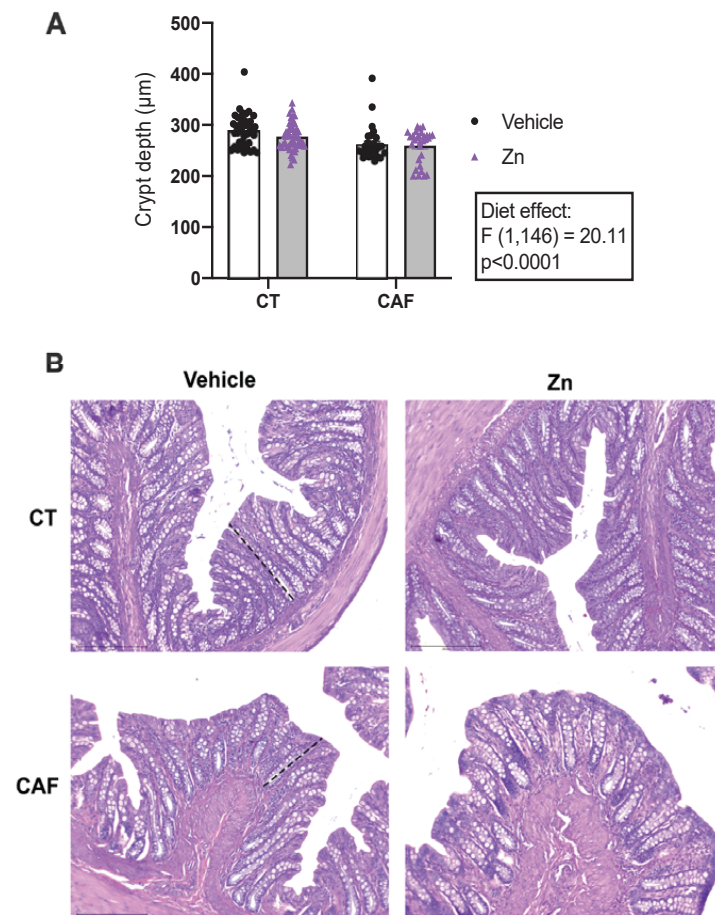 A
500
400
300
200
100
0
Crypt depth (µm)
CT
CAF
Vehicle
Zn
Diet effect:
F (1,146) = 20.11
p<0.0001
B
Vehicle
Zn
CT
CAF